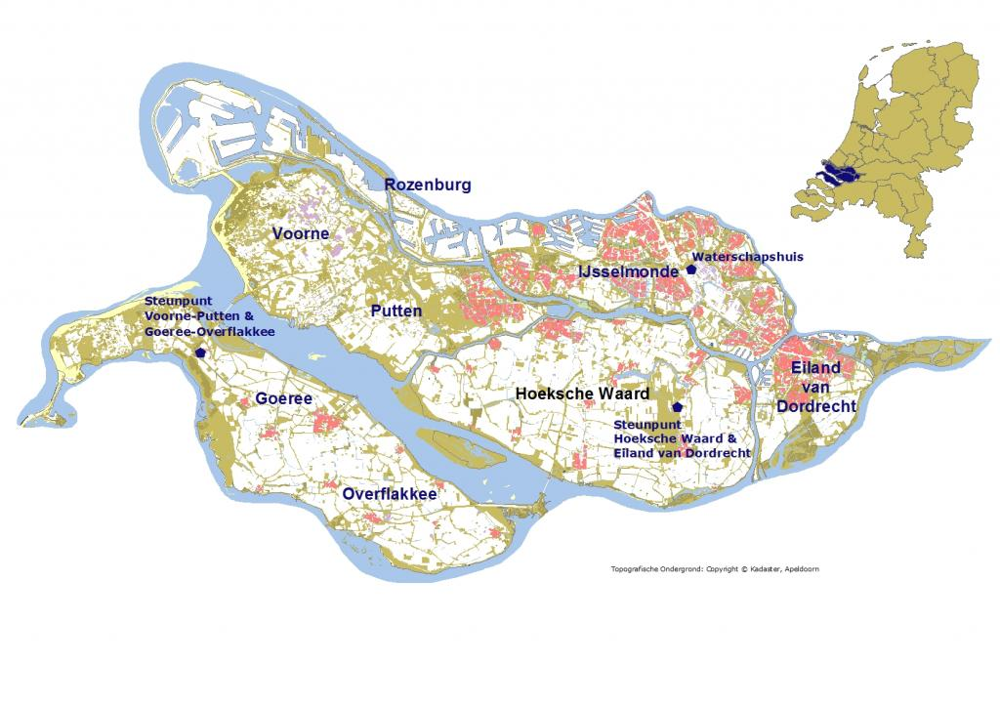 Rozenburg
Voorne
Waterschapshuis
IJsselmonde
Steunpunt
Voorne-Putten &
Goeree-Overflakkee
Putten
Eiland
van
Dordrecht
Goeree
Hoeksche Waard
Steunpunt
Hoeksche Waard &
Eiland van Dordrecht
Overflakkee
Topografische Ondergrond: Copyright © Kadaster, Apeldoorn